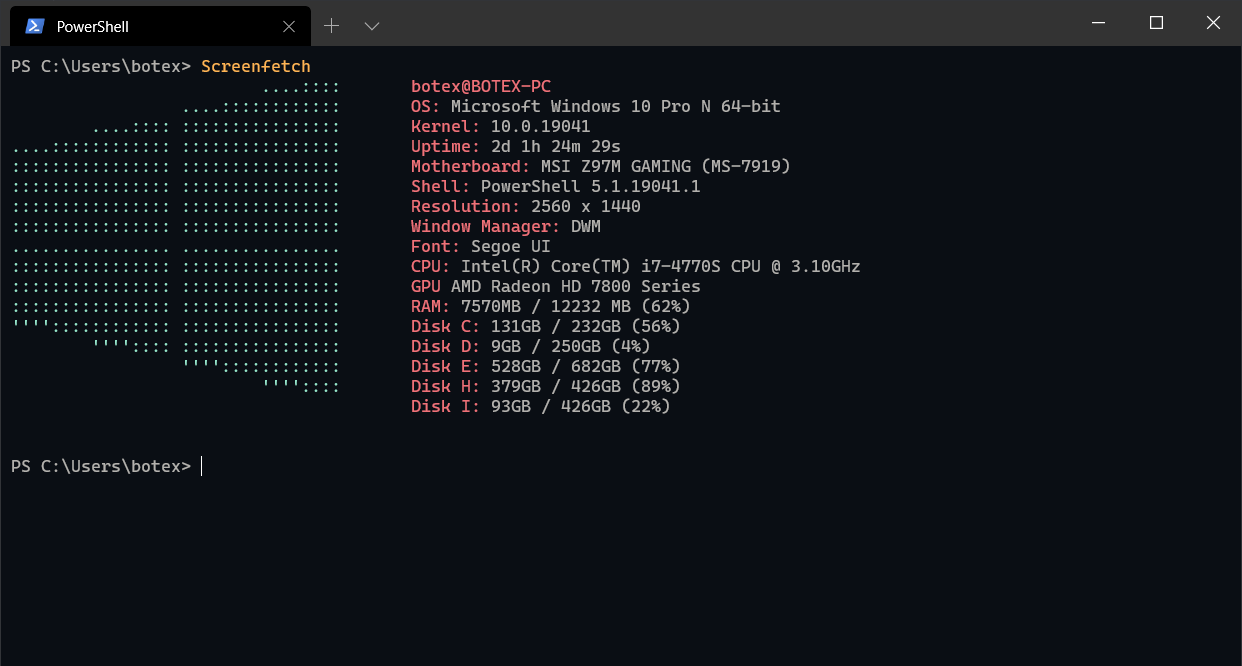 PowerShell
PS C:\Users\botex> Screenfetch
....::::
botex@BOTEX-PC
....::::::::::::
OS: Microsoft Windows 10 Pro N 64-bit
....:::: ::::::::::::::::
Kernel: 10.0.19041
....:::::::::::: ::::::::::::::::
Uptime: 2d 1h 24m 29s
:::::::::::::::: ::::::::::::::::
Motherboard: MSI Z97M GAMING (MS-7919)
:::::::::::::::: ::::::::::::::::
Shell: PowerShell 5.1.19041.1
:::::::::::::::: ::::::::::::::::
Resolution: 2560 x 1440
:::::::::::::::: ::::::::::::::::
Window Manager: DWM
................ ................
Font: Segoe UI
:::::::::::::::: ::::::::::::::::
CPU: Intel(R) Core(TM) i7-4770S CPU @ 3.10GHz
:::::::::::::::: ::::::::::::::::
GPU AMD Radeon HD 7800 Series
:::::::::::::::: ::::::::::::::::
RAM: 7570MB / 12232 MB (62%)
'''':::::::::::: ::::::::::::::::
Disk C: 131GB / 232GB (56%)
'''':::: ::::::::::::::::
Disk D: 9GB / 250GB (4%)
''''::::::::::::
Disk E: 528GB / 682GB (77%)
''''::::
Disk H: 379GB / 426GB (89%)
Disk I: 93GB / 426GB (22%)
PS C:\Users\botex>